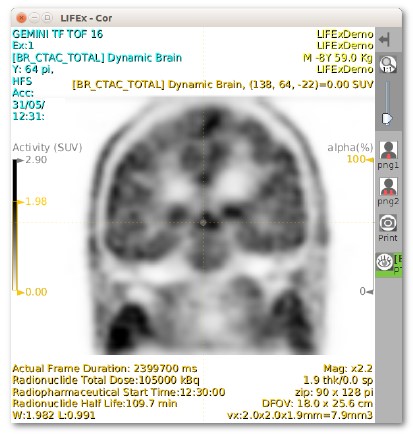 LIFEx - Cor
GEMINI TF TOF 16
LIFExDemo
Ex:1
LIFExDemo
[BR_CTAC_TOTAL] Dynamic Brain
M -8Y 59.0 Kg
Y: 64 pi,
LIFExDemo
HFS
[BR_CTAC_TOTAL] Dynamic Brain, (138, 64, -22)=0.00 SUV
Acc:
31/05/
12:31:
Activity (SUV)
alpha(%)
2.90
100
1.98
0.00
0
png1
png2
Print
Actual Frame Duration: 2399700 ms
Mag: x2.2
Radionuclide Total Dose:105000 kBq
1.9 thk/0.0 sp
Radiopharmaceutical Start Time:12:30:00
zip: 90 x 128 pi
Radionuclide Half Life:109.7 min
DFOV: 18.0 x 25.6 cm
W:1.982 L:0.991
vx:2.0x2.0x1.9mm=7.9mm3